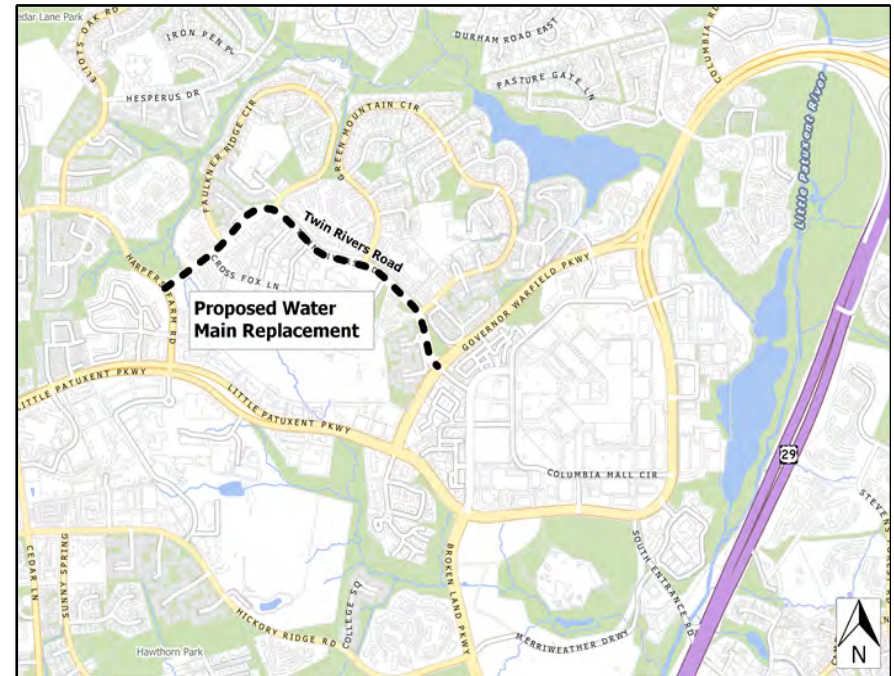 edar Lane Park
ELIOTS OAK RD
IRON PEN PL
HESPERUS DR
DURHAM ROAD EAST
PASTURE GATE LN
COLUMBIA RD
Little Patuxent River
FAULKNER RIDGE CIR
GREEN MOUNTAIN CIR
Twin Rivers Road
CROSS FOX LN
HARPERS FARM RD
Proposed Water
Main Replacement
GOVERNOR WARFIELD PKWY
LITTLE PATUXENT PKWY
LITTLE PATUXENT PKWY
COLUMBIA MALL CIR
29
STEVENS
CEDAR LN
SUNNY SPRING
HICKORY RIDGE RD
COLLEGE SQ
BROKEN LAND PKWY
SOUTH ENTRANCE RD
MERRIWEATHER DRWY
Hawthorn Park
N